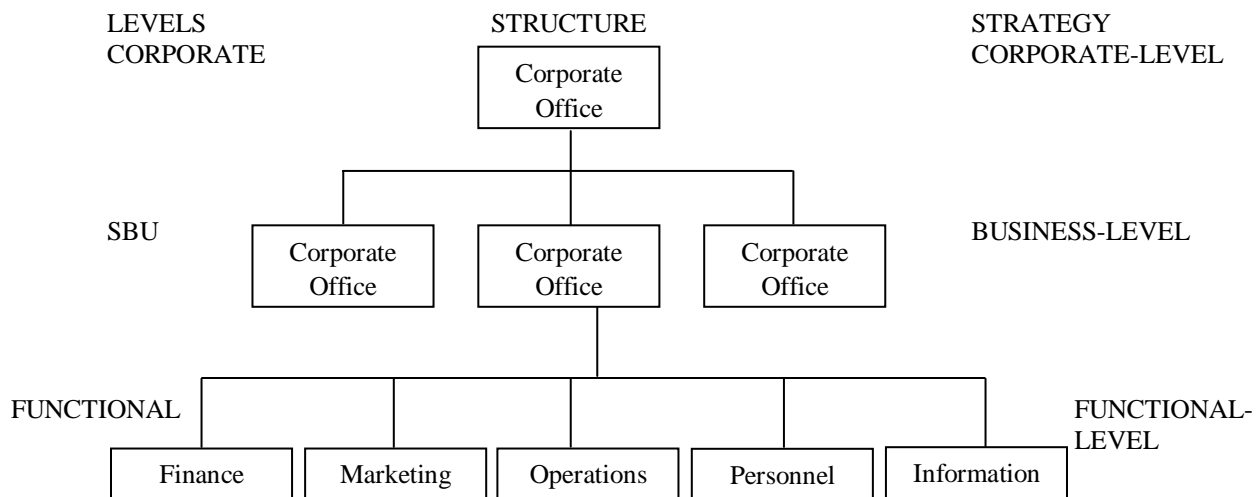 LEVELS
CORPORATE
STRUCTURE
STRATEGY
CORPORATE-LEVEL
Corporate
Office
SBU
Corporate
Office
Corporate
Office
Corporate
Office
BUSINESS-LEVEL
FUNCTIONAL
FUNCTIONAL-
LEVEL
Finance
Marketing
Operations
Personnel
Information